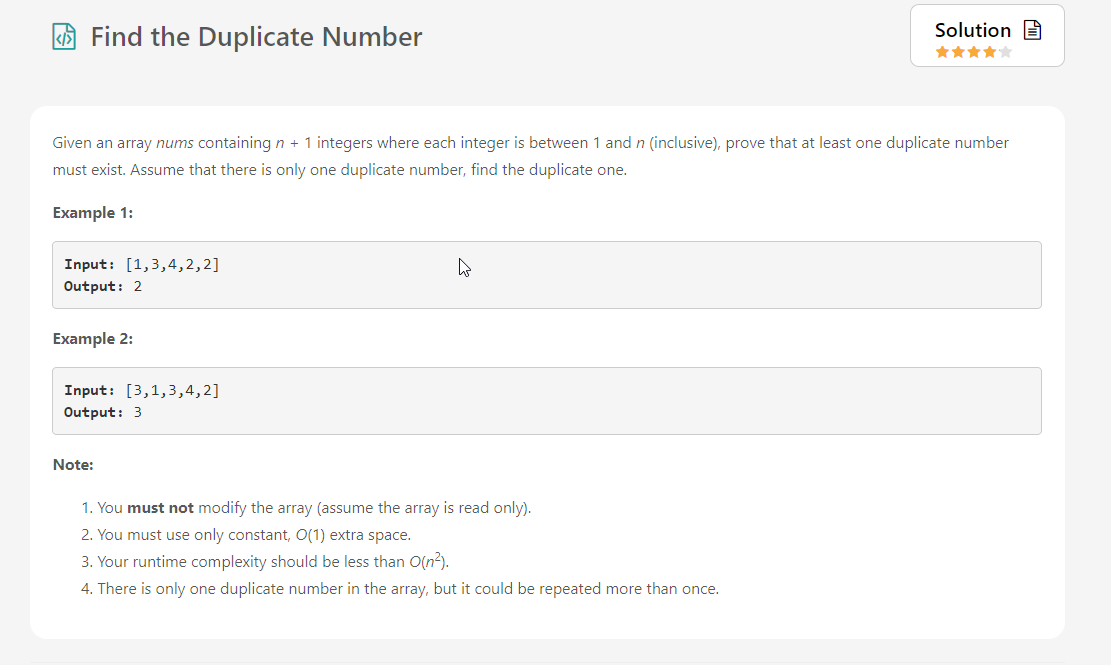 Find the Duplicate Number
Solution
Given an array nums containing n + 1 integers where each integer is between 1 and n (inclusive), prove that at least one duplicate number
must exist. Assume that there is only one duplicate number, find the duplicate one.
Example 1:
Input: [1,3,4,2,2]
Output: 2
Example 2:
Input: [3,1,3,4,2]
Output: 3
Note:
1. You must not modify the array (assume the array is read only).
2. You must use only constant, O(1) extra space.
3. Your runtime complexity should be less than O(n²).
4. There is only one duplicate number in the array, but it could be repeated more than once.